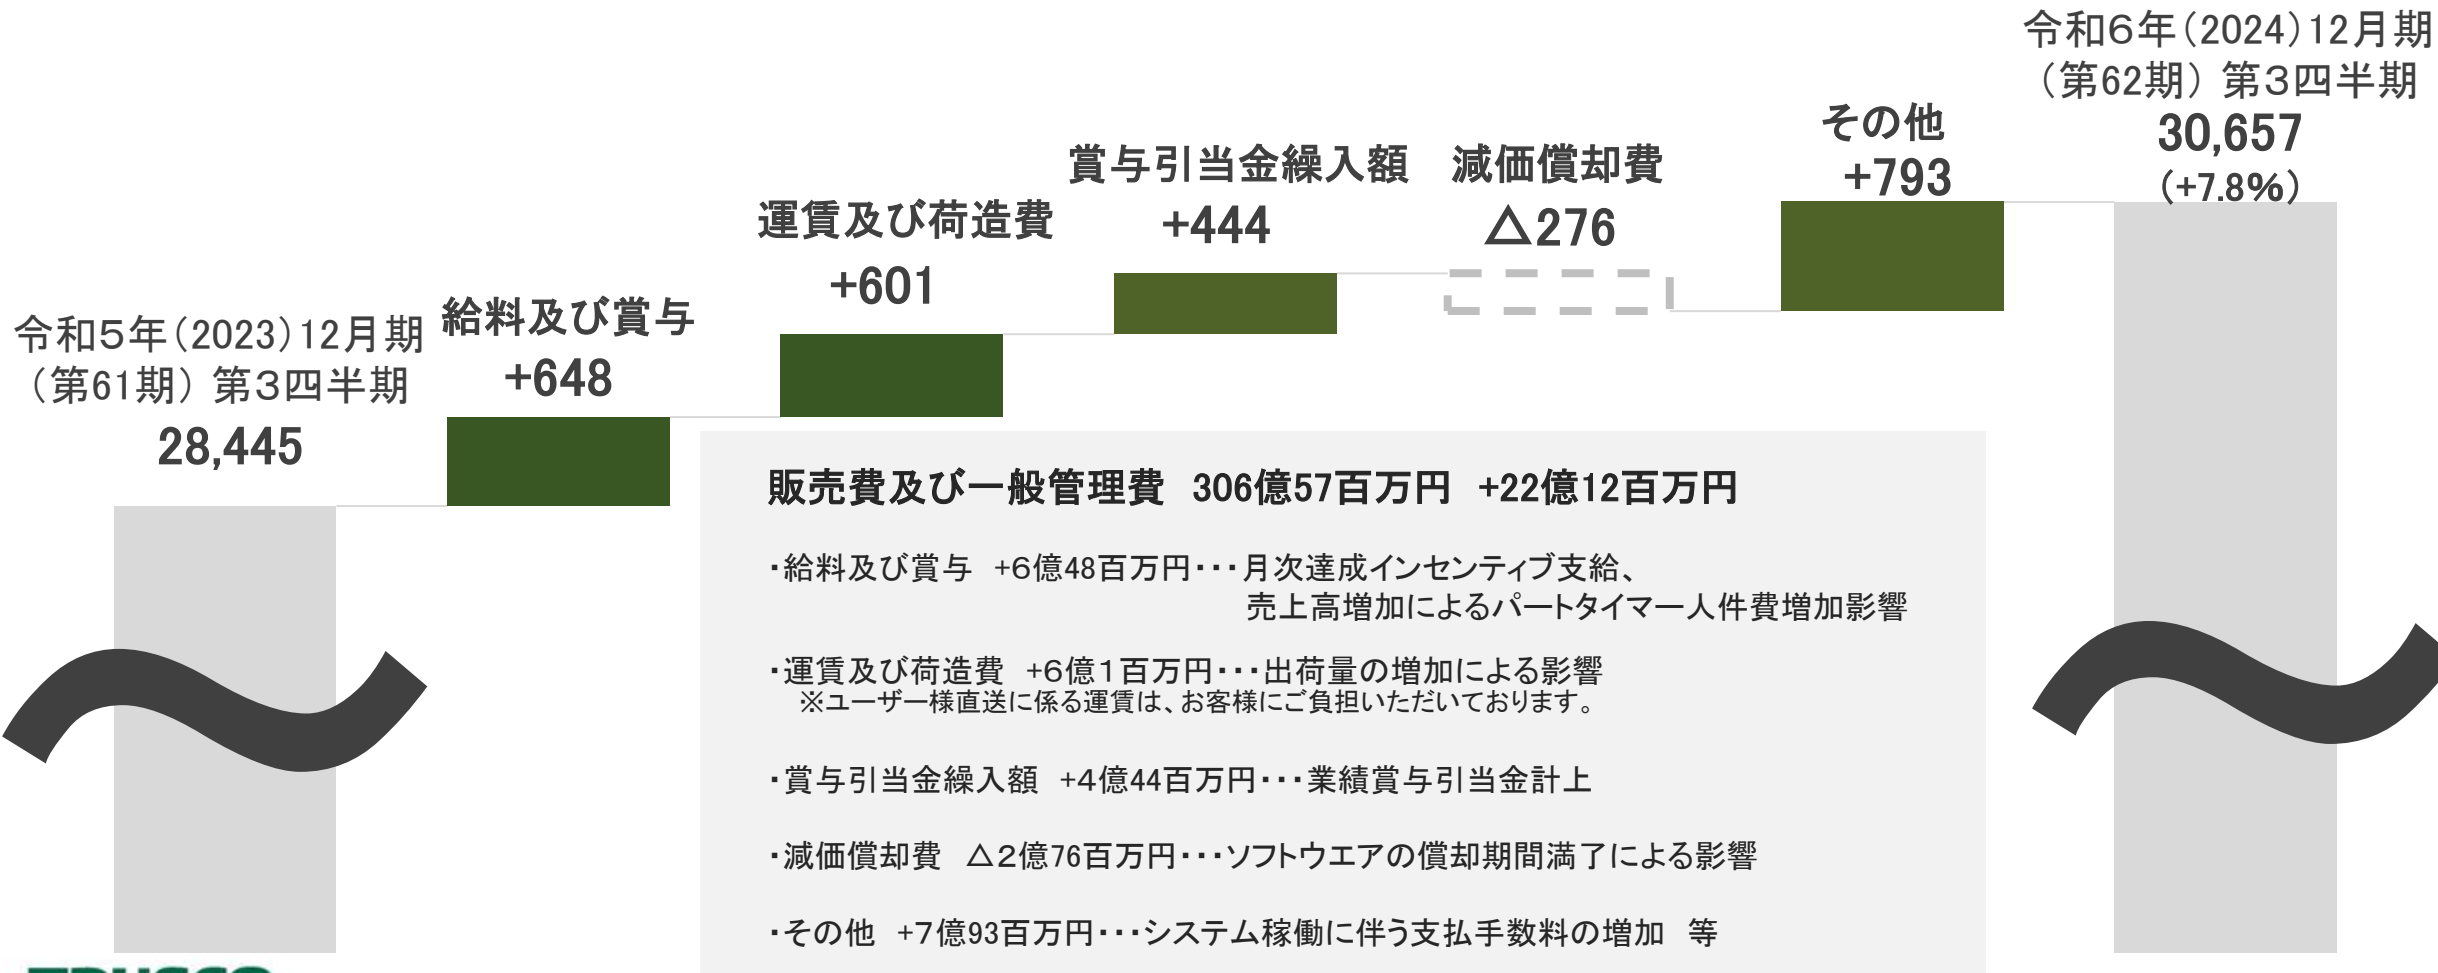 令和5年(2023)12月期
(第61期) 第3四半期
28,445
給料及び賞与
+648
運賃及び荷造費
+601
賞与引当金繰入額
+444
減価償却費
△276
その他
+793
令和6年(2024)12月期
(第62期) 第3四半期
30,657
(+7.8%)
販売費及び一般管理費 306億57百万円 +22億12百万円
・給料及び賞与 +6億48百万円・・・月次達成インセンティブ支給、
売上高増加によるパートタイマー人件費増加影響
・運賃及び荷造費 +6億1百万円・・・出荷量の増加による影響
※ユーザー様直送に係る運賃は、お客様にご負担いただいております。
・賞与引当金繰入額 +4億44百万円・・・業績賞与引当金計上
・減価償却費 △2億76百万円・・・ソフトウエアの償却期間満了による影響
・その他 +7億93百万円・・・システム稼働に伴う支払手数料の増加 等